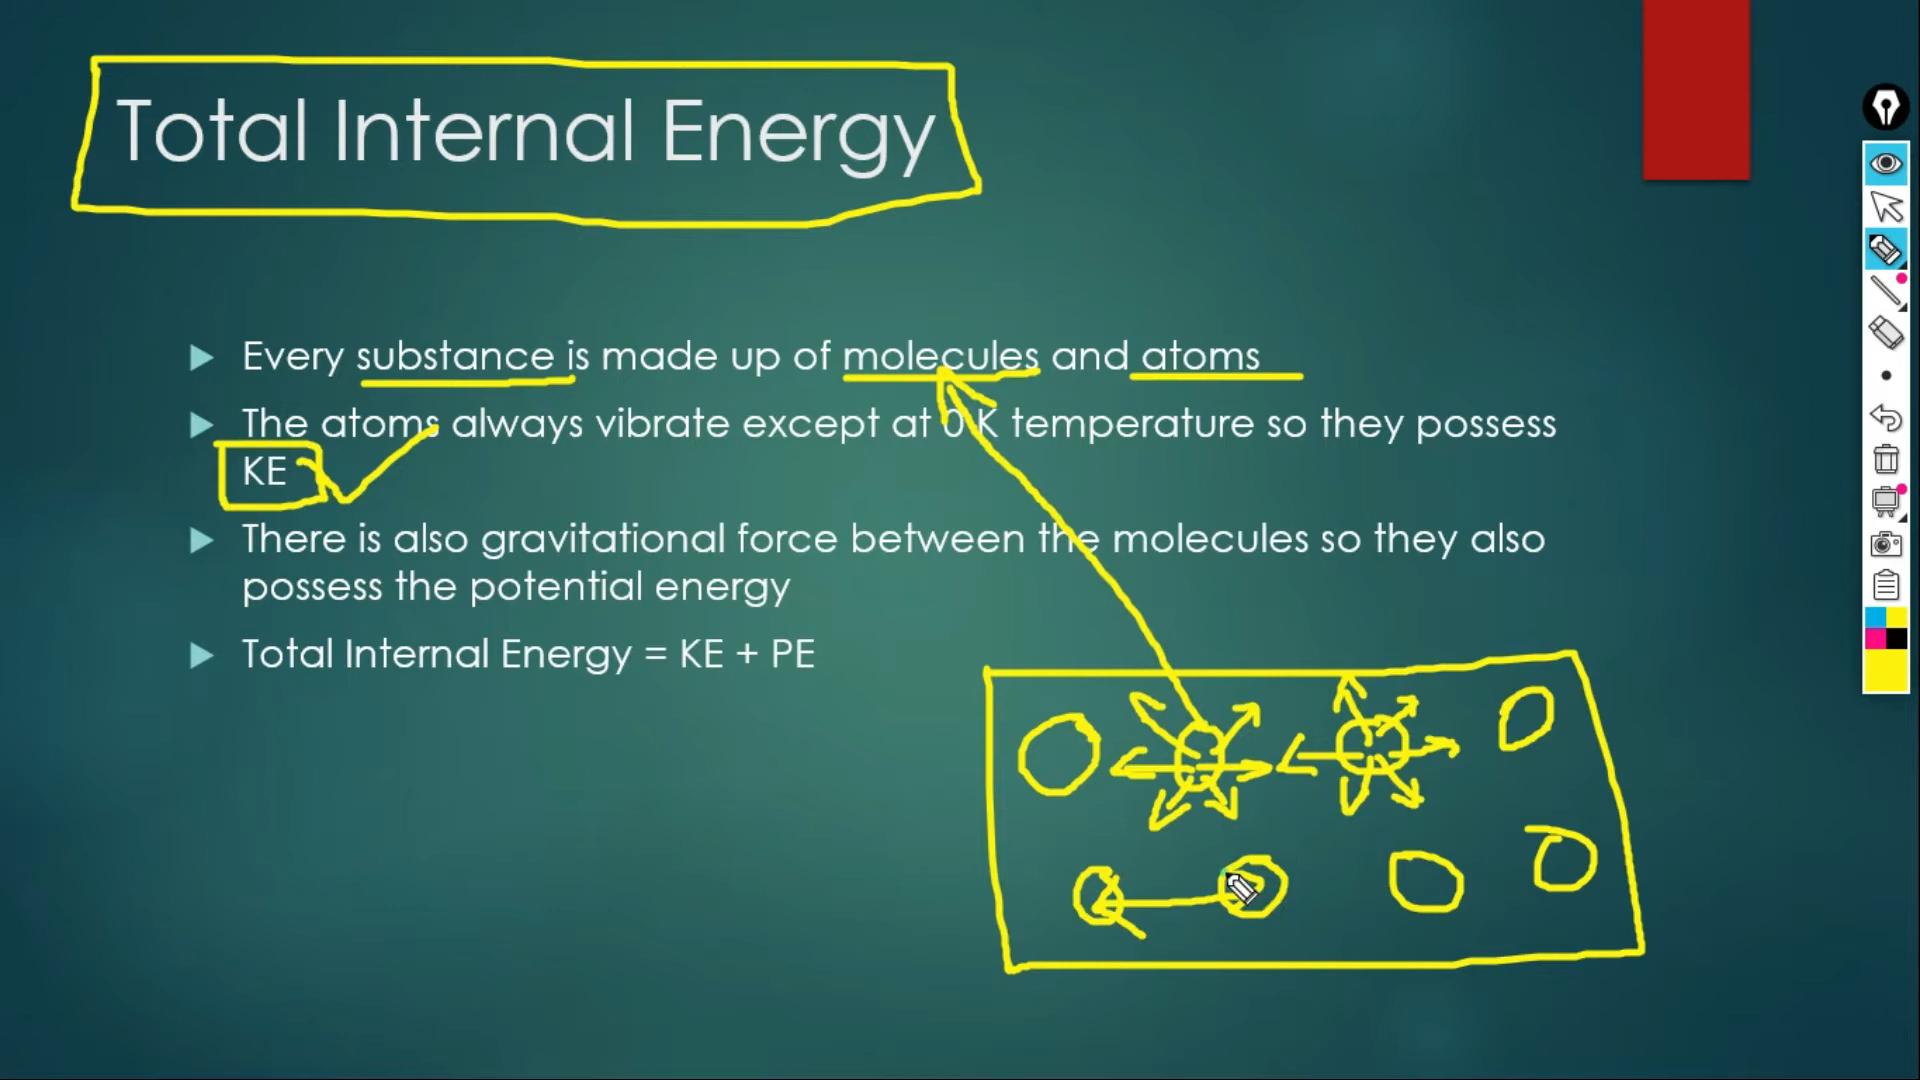 Total Internal Energy
Every substance is made up of molecules and atoms
The atoms always vibrate except at 0 K temperature so they possess
KE
There is also gravitational force between the molecules so they also
possess the potential energy
Total Internal Energy = KE + PE